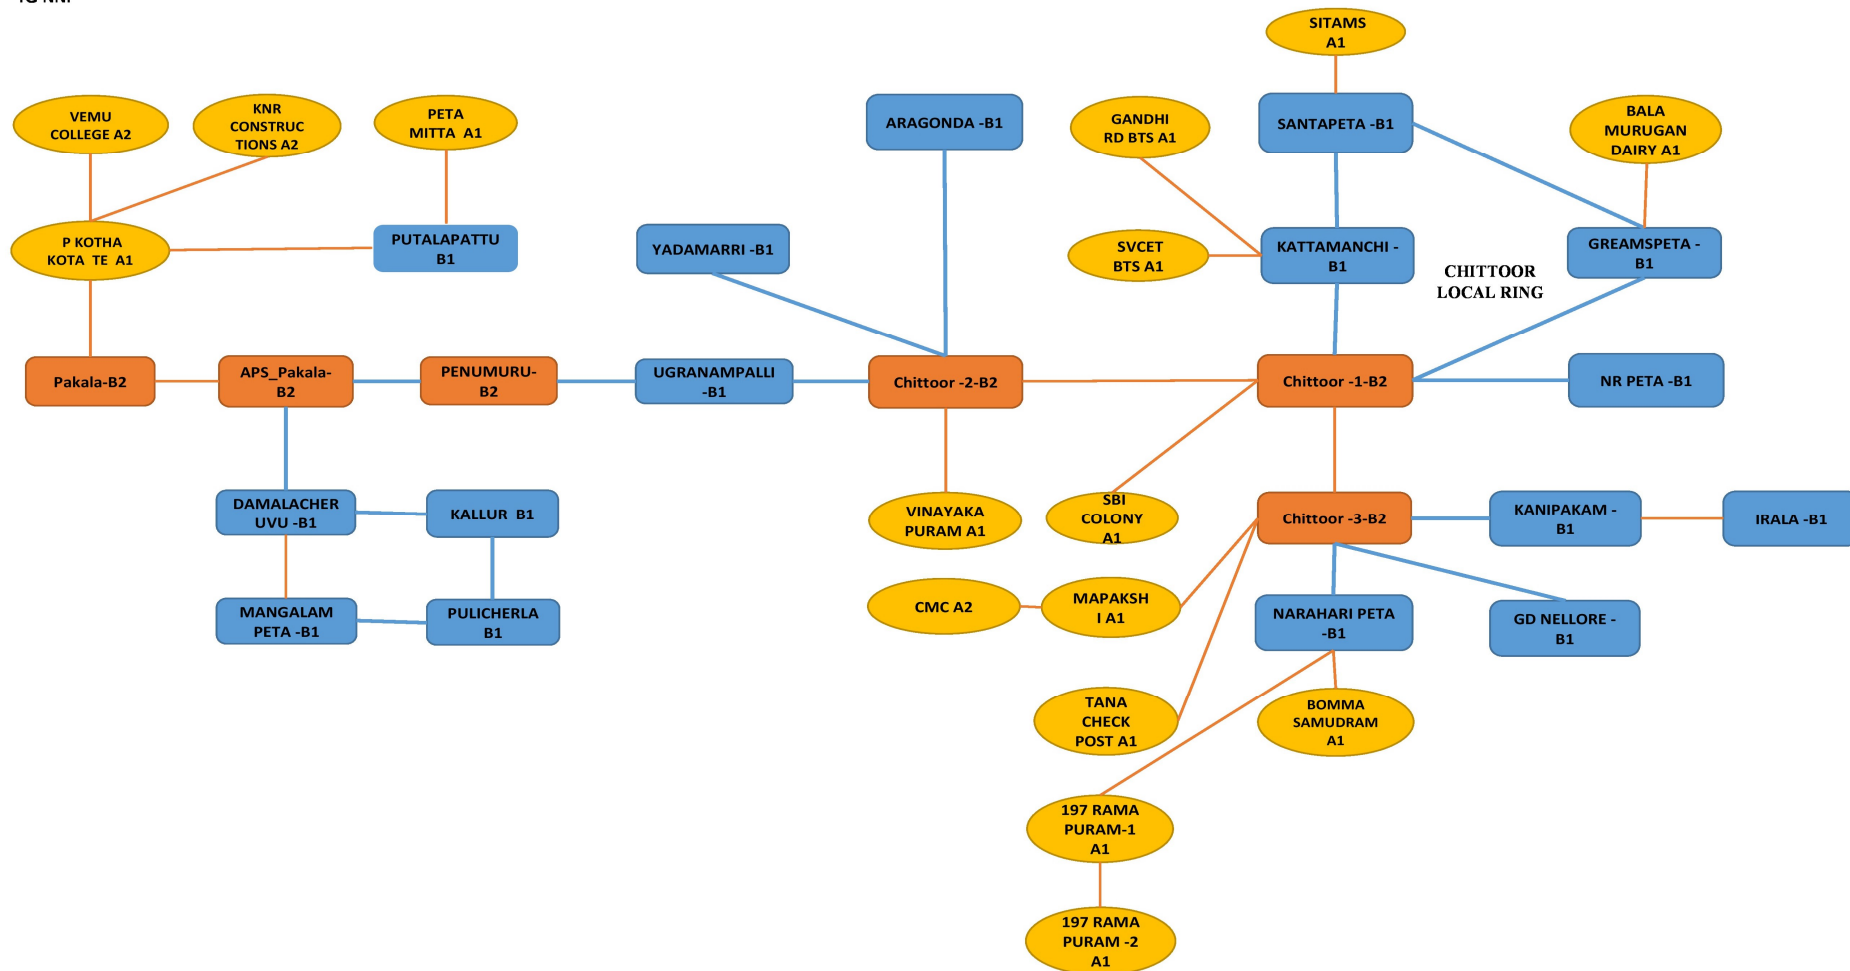 SITAMS
A1
VEMU
COLLEGE A2
KNR
CONSTRUC
TIONS A2
PETA
MITTA A1
ARAGONDA -B1
GANDHI
RD BTS A1
SANTAPETA -B1
BALA
MURUGAN
DAIRY A1
P KOTHA
KOTA TE A1
PUTALAPATTU
B1
YADAMARRI -B1
SVCET
BTS A1
KATTAMANCHI -
B1
GREAMSPETA -
B1
CHITTOOR
LOCAL RING
Pakala-B2
APS_Pakala-
B2
PENUMURU-
B2
UGRANAMPALLI
-B1
Chittoor -2-B2
Chittoor -1-B2
NR PETA -B1
DAMALACHER
UVU -B1
KALLUR B1
VINAYAKA
PURAM A1
SBI
COLONY
A1
Chittoor -3-B2
KANIPAKAM -
B1
IRALA -B1
MANGALAM
PETA -B1
PULICHERLA
B1
CMC A2
MAPAKSH
I A1
NARAHARI PETA
-B1
GD NELLORE -
B1
TANA
CHECK
POST A1
BOMMA
SAMUDRAM
A1
197 RAMA
PURAM-1
A1
197 RAMA
PURAM -2
A1